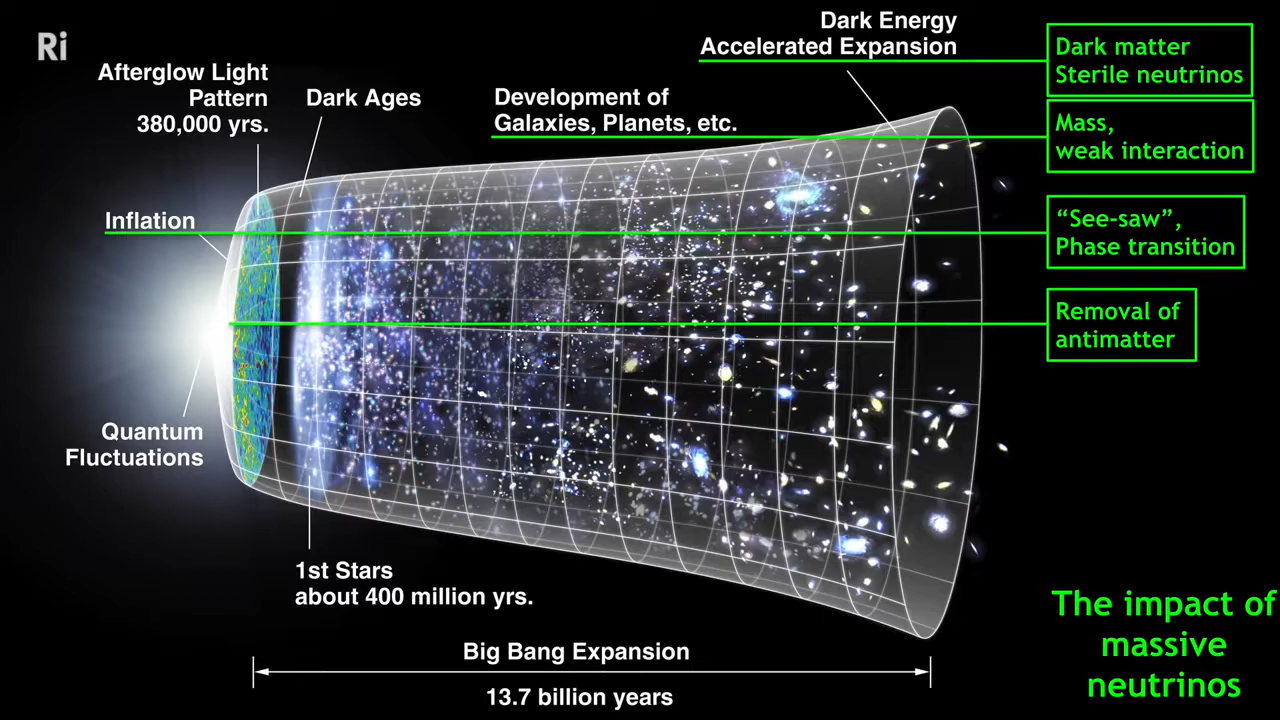 Ri
Dark Energy
Accelerated Expansion
Dark matter
Sterile neutrinos
Afterglow Light
Pattern
380,000 yrs.
Dark Ages
Development of
Galaxies, Planets, etc.
Mass,
weak interaction
Inflation
“See-saw”,
Phase transition
Removal of
antimatter
Quantum
Fluctuations
1st Stars
about 400 million yrs.
The impact of
massive
neutrinos
Big Bang Expansion
13.7 billion years